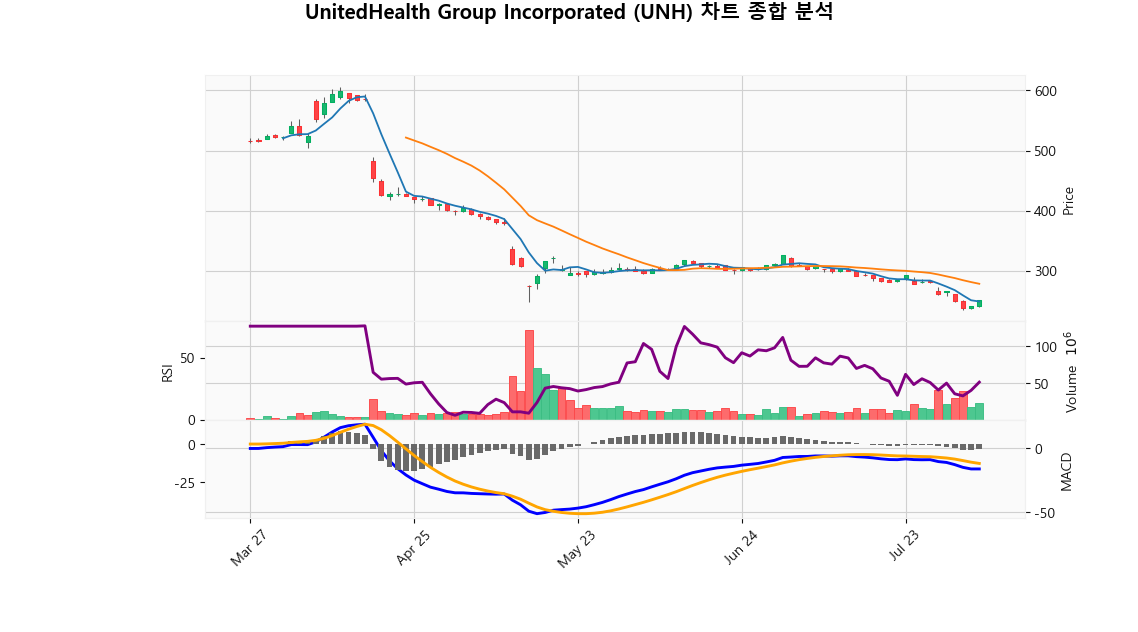 UnitedHealth Group Incorporated (UNH) 차트 종합 분석
600
500
400
300
Price
50
0
RSI
100
50
Volume 10⁶
0
-25
0
-50
MACD
Mar 27
Apr 25
May 23
Jun 24
Jul 23